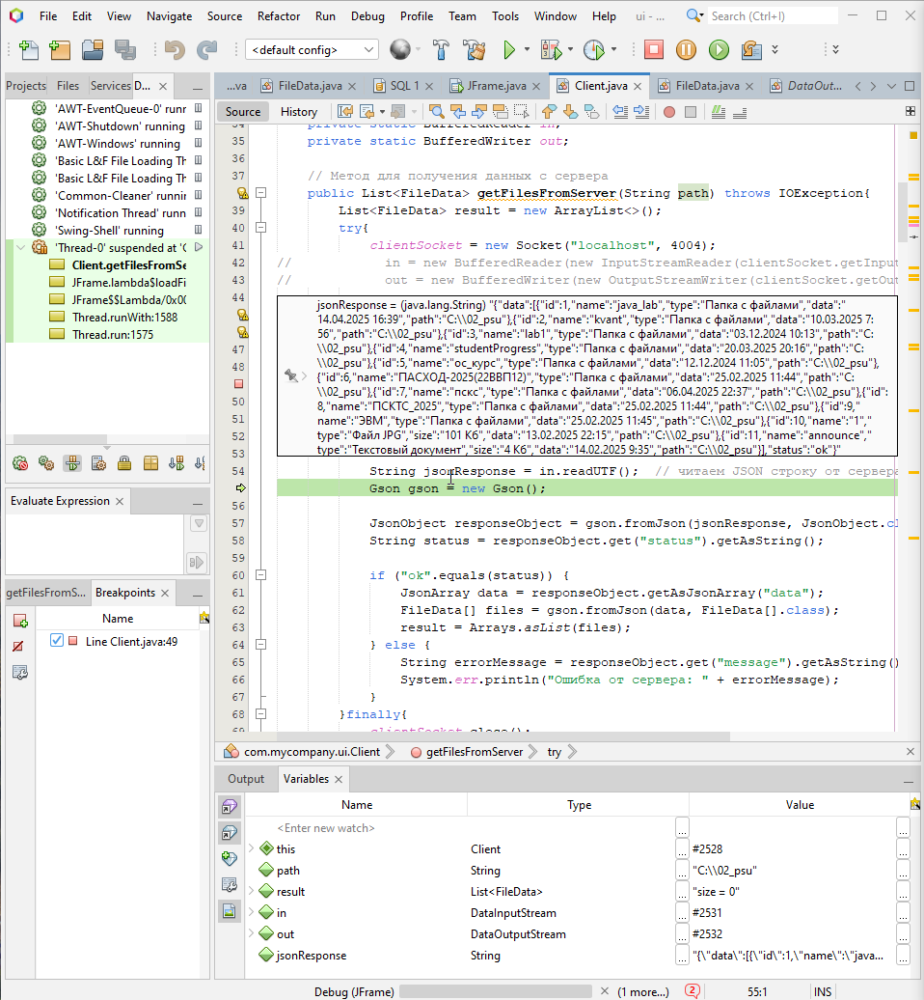 File Edit View Navigate Source Refactor Run Debug Profile Team Tools Window Help ui - ... Search (Ctrl+I)
<default config>
Projects Files Services D...
...va FileData.java SQL 1 JFrame.java Client.java FileData.java DataOut...
Source History
'AWT-EventQueue-0' runr
'AWT-Shutdown' running
'AWT-Windows' running
'Basic L&F File Loading Th
'Basic L&F File Loading Th
'Common-Cleaner' runnin
'Notification Thread' runni
'Swing-Shell' running
'Thread-0' suspended at 'C
Client.getFilesFromSe
JFrame.lambda$loadFi
JFrame$$Lambda/0x00
Thread.runWith:1588
Thread.run:1575
Evaluate Expression
getFilesFromS... Breakpoints
Name
Line Client.java:49
34 private static BufferedReader in;
35 private static BufferedWriter out;
36
37 // Метод для получения данных с сервера
public List<FileData> getFilesFromServer(String path) throws IOException{
39 List<FileData> result = new ArrayList<>();
40 try{
41 clientSocket = new Socket("localhost", 4004);
42 // in = new BufferedReader(new InputStreamReader(clientSocket.getInput
43 // out = new BufferedWriter(new OutputStreamWriter(clientSocket.getOut
44
47
48
50
51
52
53
jsonResponse = (java.lang.String) "{"data":[{"id":1,"name":"java_lab","type":"Папка с файлами","data":"
14.04.2025 16:39","path":"C:\\02_psu"},{"id":2,"name":"kvant","type":"Папка с файлами","data":"10.03.2025 7:
56","path":"C:\\02_psu"},{"id":3,"name":"lab1","type":"Папка с файлами","data":"03.12.2024 10:13","path":"C:
\\02_psu"},{"id":4,"name":"studentProgress","type":"Папка с файлами","data":"20.03.2025 20:16","path":"C:
\\02_psu"},{"id":5,"name":"ос_курс","type":"Папка с файлами","data":"12.12.2024 11:05","path":"C:\\02_psu"},
{"id":6,"name":"ПАСХОД-2025(22ВВП12)","type":"Папка с файлами","data":"25.02.2025 11:44","path":"C:
\\02_psu"},{"id":7,"name":"пскс","type":"Папка с файлами","data":"06.04.2025 22:37","path":"C:\\02_psu"},{"id":
8,"name":"ПСКТС_2025","type":"Папка с файлами","data":"25.02.2025 11:44","path":"C:\\02_psu"},{"id":9,
"name":"ЭВМ","type":"Папка с файлами","data":"25.02.2025 11:45","path":"C:\\02_psu"},{"id":10,"name":"1",
"type":"Файл JPG","size":"101 Кб","data":"13.02.2025 22:15","path":"C:\\02_psu"},{"id":11,"name":"announce",
"type":"Текстовый документ","size":"4 Кб","data":"14.02.2025 9:35","path":"C:\\02_psu"}],"status":"ok"}"
54 String jsonResponse = in.readUTF(); // читаем JSON строку от сервера
Gson gson = new Gson();
56
57 JsonObject responseObject = gson.fromJson(jsonResponse, JsonObject.cl
58 String status = responseObject.get("status").getAsString();
59
60 if ("ok".equals(status)) {
61 JsonArray data = responseObject.getAsJsonArray("data");
62 FileData[] files = gson.fromJson(data, FileData[].class);
63 result = Arrays.asList(files);
64 } else {
65 String errorMessage = responseObject.get("message").getAsString()
66 System.err.println("Ошибка от сервера: " + errorMessage);
67 }
68 }finally{
69 clientSocket.close();
com.mycompany.ui.Client getFilesFromServer try
Output Variables
Name Type Value
<Enter new watch> ... ...
this Client ... #2528 ...
path String ... "C:\\02_psu" ...
result List<FileData> ... "size = 0" ...
in DataInputStream ... #2531 ...
out DataOutputStream ... #2532 ...
jsonResponse String ... "{\"data\":[{\"id\":1,\"name\":\"java... ...
Debug (JFrame) (1 more...) 2 55:1 INS